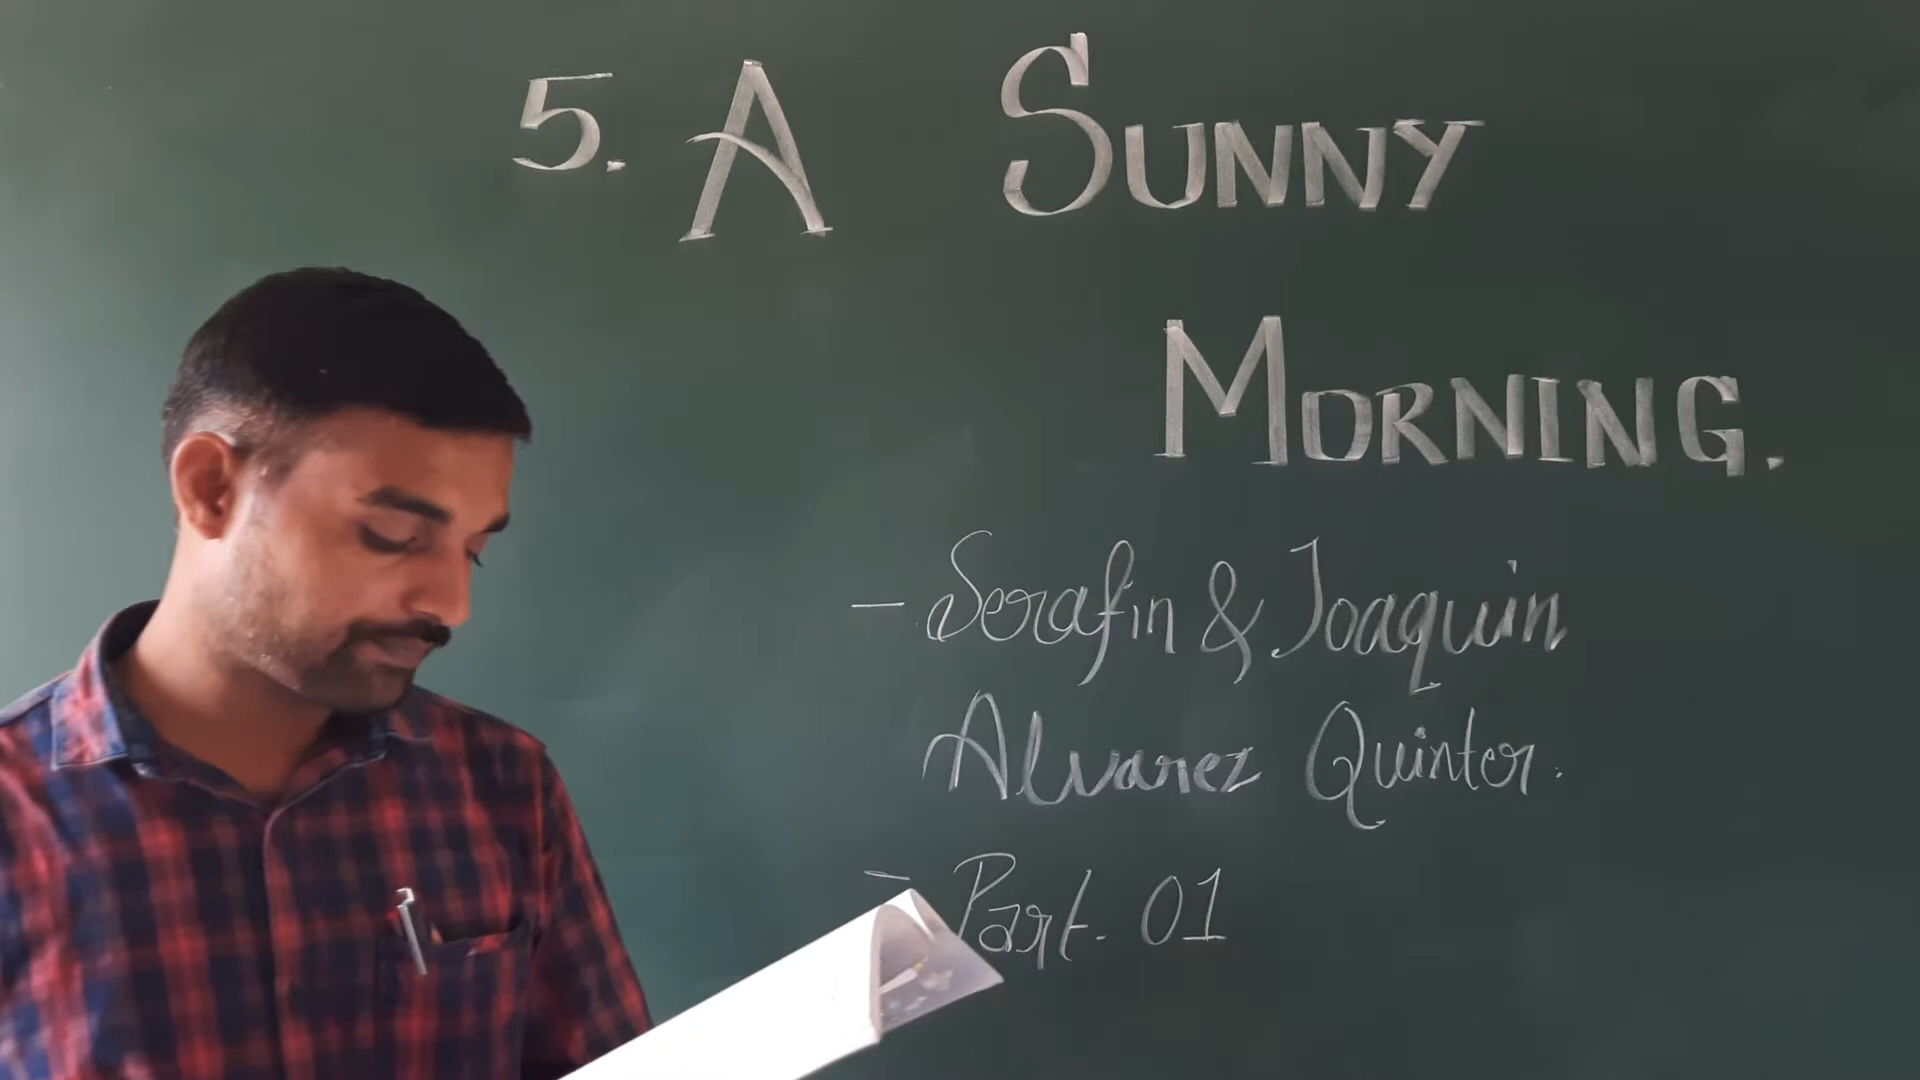 5. A SUNNY
MORNING.
- Serafin & Joaquin
Alvarez Quinter.
- Part. 01